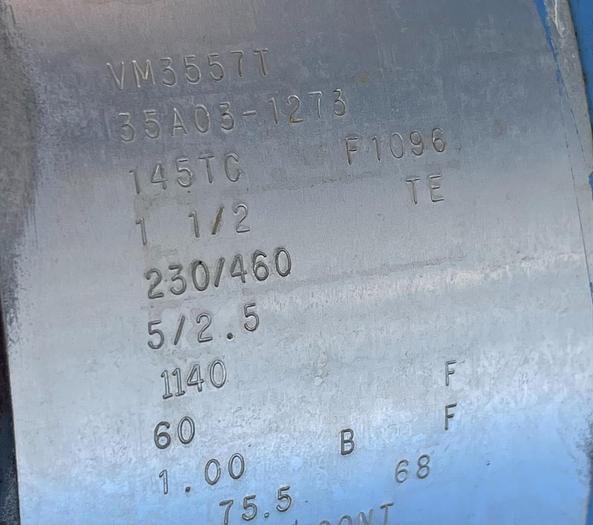 VM3557T
35A03-1273
145TC F1096
1 1/2 TE
230/460
5/2.5
1140 F
60 F
1.00 B
75.5 68
CONT